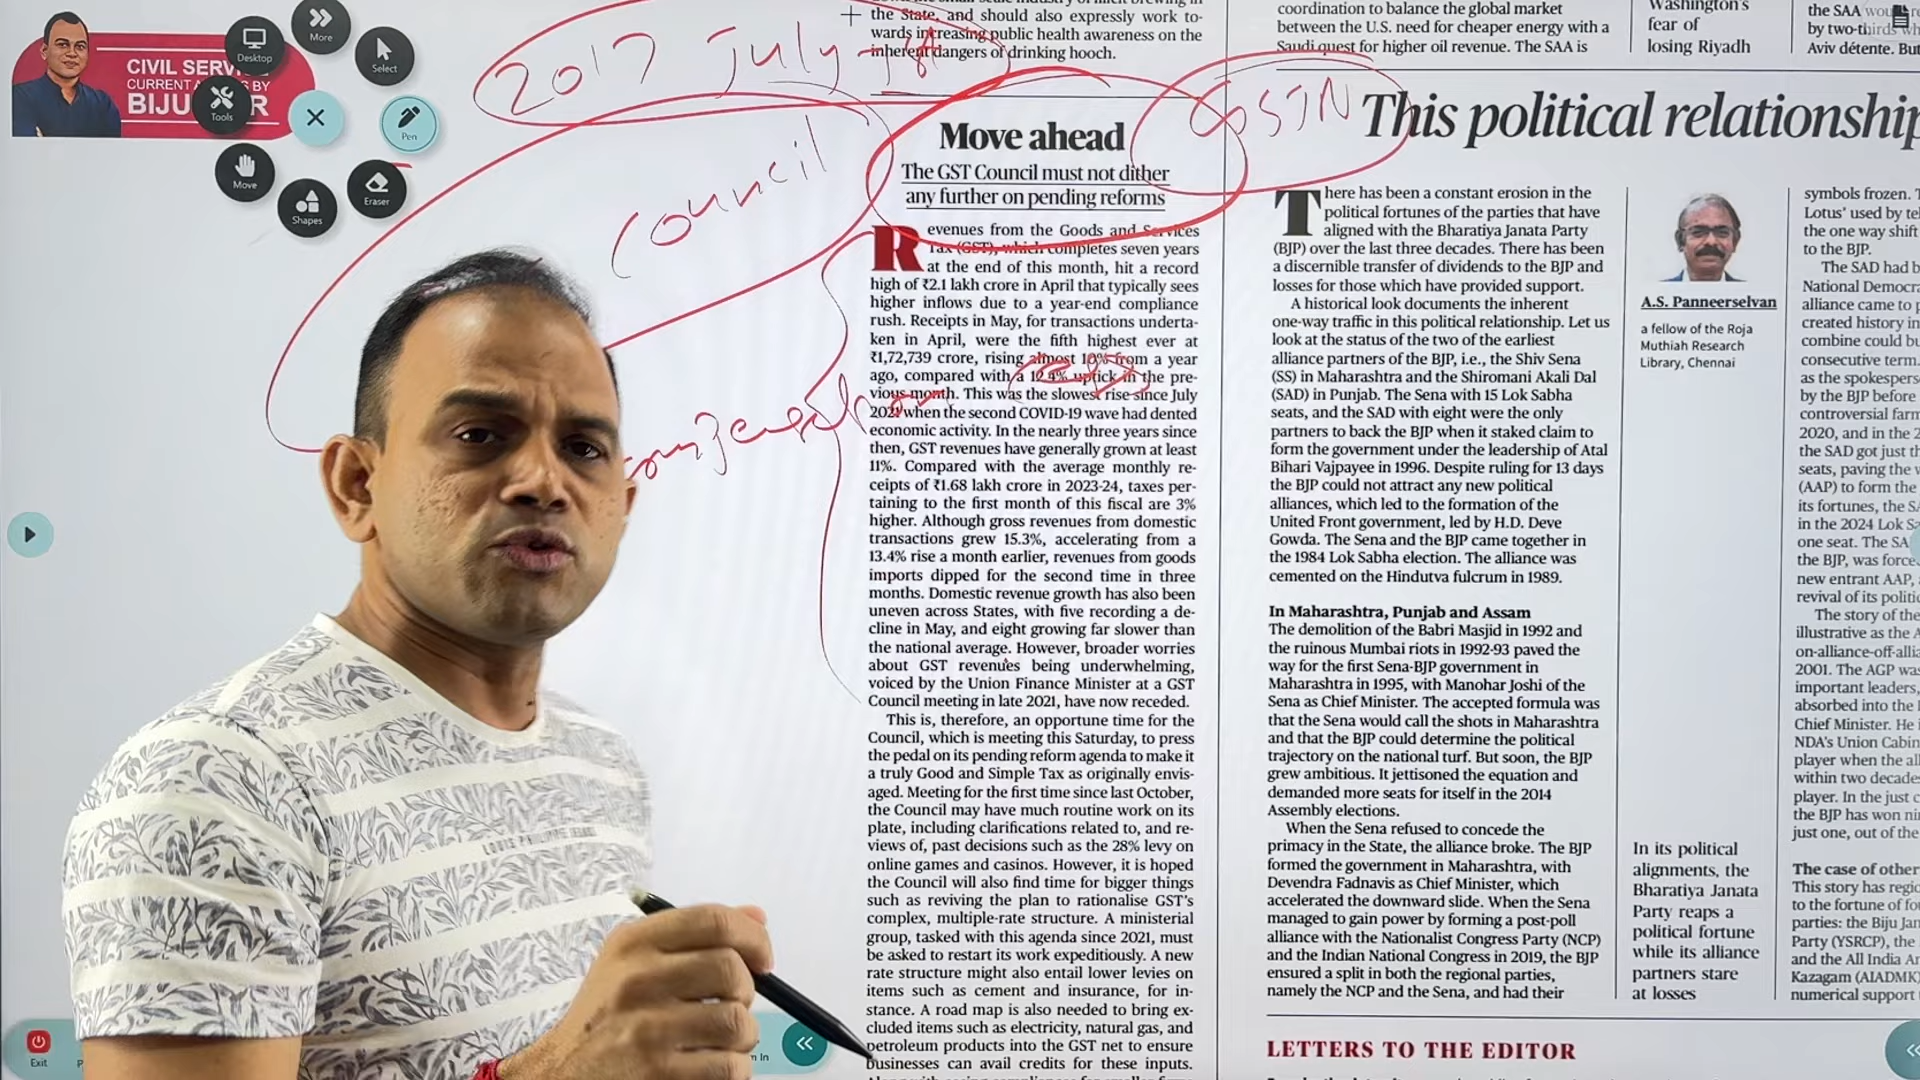 CIVIL SERV
CURRENT A
S BY
BIJU
R
More
Desktop
Select
Tools
Pen
Move
Eraser
Shapes
2017 July 1st
Council
GSTN
the State, and should also expressly work to-
wards increasing public health awareness on the
inherent dangers of drinking hooch.
Move ahead
The GST Council must not dither
any further on pending reforms
Revenues from the Goods and Services
Tax (GST), which completes seven years
at the end of this month, hit a record
high of ₹2.1 lakh crore in April that typically sees
higher inflows due to a year-end compliance
rush. Receipts in May, for transactions underta-
ken in April, were the fifth highest ever at
₹1,72,739 crore, rising almost 10% from a year
ago, compared with a 12.4% uptick in the pre-
vious month. This was the slowest rise since July
2021 when the second COVID-19 wave had dented
economic activity. In the nearly three years since
then, GST revenues have generally grown at least
11%. Compared with the average monthly re-
ceipts of ₹1.68 lakh crore in 2023-24, taxes per-
taining to the first month of this fiscal are 3%
higher. Although gross revenues from domestic
transactions grew 15.3%, accelerating from a
13.4% rise a month earlier, revenues from goods
imports dipped for the second time in three
months. Domestic revenue growth has also been
uneven across States, with five recording a de-
cline in May, and eight growing far slower than
the national average. However, broader worries
about GST revenues being underwhelming,
voiced by the Union Finance Minister at a GST
Council meeting in late 2021, have now receded.
This is, therefore, an opportune time for the
Council, which is meeting this Saturday, to press
the pedal on its pending reform agenda to make it
a truly Good and Simple Tax as originally envis-
aged. Meeting for the first time since last October,
the Council may have much routine work on its
plate, including clarifications related to, and re-
views of, past decisions such as the 28% levy on
online games and casinos. However, it is hoped
the Council will also find time for bigger things
such as reviving the plan to rationalise GST's
complex, multiple-rate structure. A ministerial
group, tasked with this agenda since 2021, must
be asked to restart its work expeditiously. A new
rate structure might also entail lower levies on
items such as cement and insurance, for in-
stance. A road map is also needed to bring ex-
cluded items such as electricity, natural gas, and
petroleum products into the GST net to ensure
businesses can avail credits for these inputs.
coordination to balance the global market
between the U.S. need for cheaper energy with a
Saudi quest for higher oil revenue. The SAA is
Washington's
fear of
losing Riyadh
the SAA wou
by two-thirds wh
Aviv détente. But
This political relationship
There has been a constant erosion in the
political fortunes of the parties that have
aligned with the Bharatiya Janata Party
(BJP) over the last three decades. There has been
a discernible transfer of dividends to the BJP and
losses for those which have provided support.
A historical look documents the inherent
one-way traffic in this political relationship. Let us
look at the status of the two of the earliest
alliance partners of the BJP, i.e., the Shiv Sena
(SS) in Maharashtra and the Shiromani Akali Dal
(SAD) in Punjab. The Sena with 15 Lok Sabha
seats, and the SAD with eight were the only
partners to back the BJP when it staked claim to
form the government under the leadership of Atal
Bihari Vajpayee in 1996. Despite ruling for 13 days
the BJP could not attract any new political
alliances, which led to the formation of the
United Front government, led by H.D. Deve
Gowda. The Sena and the BJP came together in
the 1984 Lok Sabha election. The alliance was
cemented on the Hindutva fulcrum in 1989.
In Maharashtra, Punjab and Assam
The demolition of the Babri Masjid in 1992 and
the ruinous Mumbai riots in 1992-93 paved the
way for the first Sena-BJP government in
Maharashtra in 1995, with Manohar Joshi of the
Sena as Chief Minister. The accepted formula was
that the Sena would call the shots in Maharashtra
and that the BJP could determine the political
trajectory on the national turf. But soon, the BJP
grew ambitious. It jettisoned the equation and
demanded more seats for itself in the 2014
Assembly elections.
When the Sena refused to concede the
primacy in the State, the alliance broke. The BJP
formed the government in Maharashtra, with
Devendra Fadnavis as Chief Minister, which
accelerated the downward slide. When the Sena
managed to gain power by forming a post-poll
alliance with the Nationalist Congress Party (NCP)
and the Indian National Congress in 2019, the BJP
ensured a split in both the regional parties,
namely the NCP and the Sena, and had their
A.S. Panneerselvan
a fellow of the Roja
Muthiah Research
Library, Chennai
In its political
alignments, the
Bharatiya Janata
Party reaps a
political fortune
while its alliance
partners stare
at losses
symbols frozen. T
Lotus' used by tel
the one way shift
to the BJP.
The SAD had b
National Democra
alliance came to p
created history in
combine could bu
consecutive term.
as the spokespers
by the BJP before
controversial farm
2020, and in the 2
seats, paving the w
(AAP) to form the
its fortunes, the SA
in the 2024 Lok Sa
one seat. The SA
the BJP, was force
new entrant AAP, a
revival of its politic
The story of the
illustrative as the A
on-alliance-off-allia
2001. The AGP was
important leaders,
absorbed into the B
Chief Minister. He i
NDA's Union Cabin
player when the all
within two decades
player. In the just c
the BJP has won nin
just one, out of the
The case of other
This story has regio
to the fortune of fou
parties: the Biju Jan
Party (YSRCP), the
and the All India An
Kazagam (AIADMK)
numerical support
LETTERS TO THE EDITOR
Exit
m In